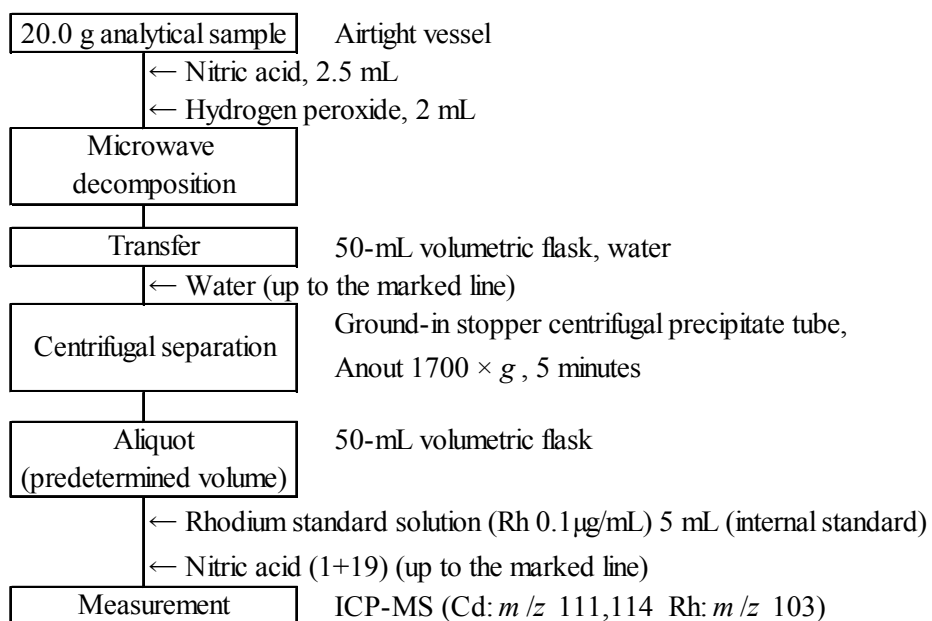 20.0 g analytical sample Airtight vessel
← Nitric acid, 2.5 mL
← Hydrogen peroxide, 2 mL
Microwave
decomposition
Transfer 50-mL volumetric flask, water
← Water (up to the marked line)
Centrifugal separation
Ground-in stopper centrifugal precipitate tube,
Anout 1700 × g , 5 minutes
Aliquot 50-mL volumetric flask
(predetermined volume)
← Rhodium standard solution (Rh 0.1μg/mL) 5 mL (internal standard)
← Nitric acid (1+19) (up to the marked line)
Measurement ICP-MS (Cd: m /z 111,114 Rh: m /z 103)